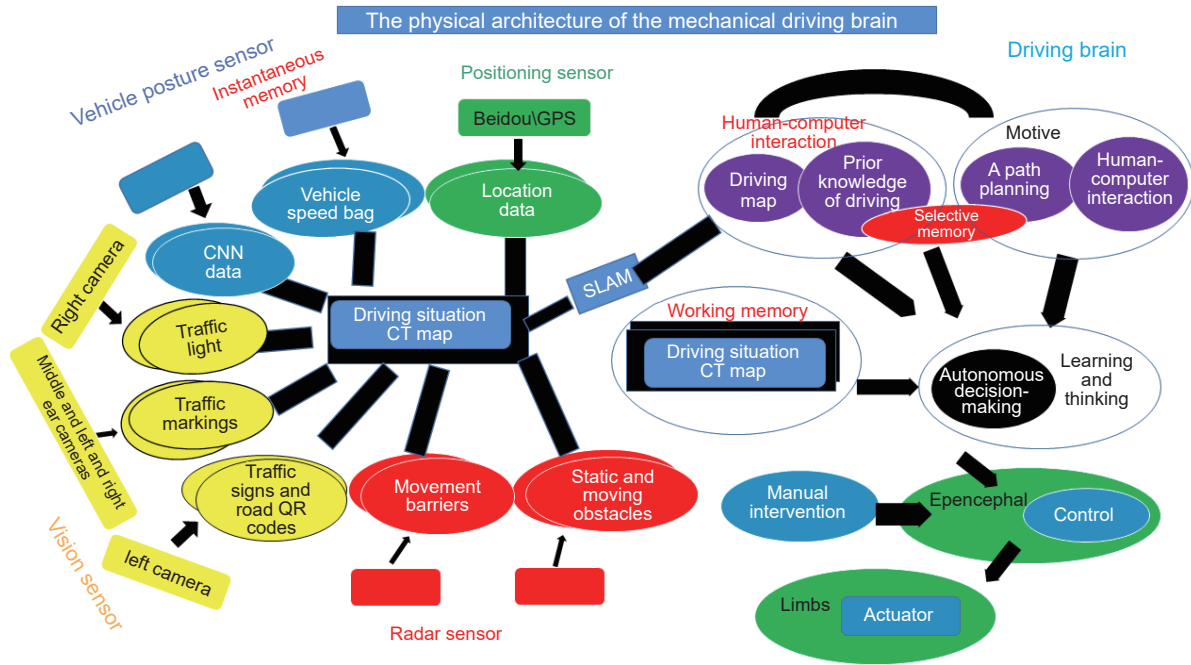 The physical architecture of the mechanical driving brain
Vehicle posture sensor
Instantaneous
memory
Positioning sensor
Driving brain
Beidou\GPS
Human-computer
interaction
Motive
Vehicle
speed bag
Location
data
Driving
map
Prior
knowledge
of driving
A path
planning
Human-
computer
interaction
Selective
memory
CNN
data
Right camera
SLAM
Traffic
light
Driving situation
CT map
Working memory
Driving situation
CT map
Autonomous
decision-
making
Learning
and
thinking
Middle and left and right
ear cameras
Traffic
markings
Traffic
signs and
road QR
codes
Movement
barriers
Static and
moving
obstacles
Manual
intervention
Epencephal
Control
left camera
Vision sensor
Radar sensor
Limbs
Actuator